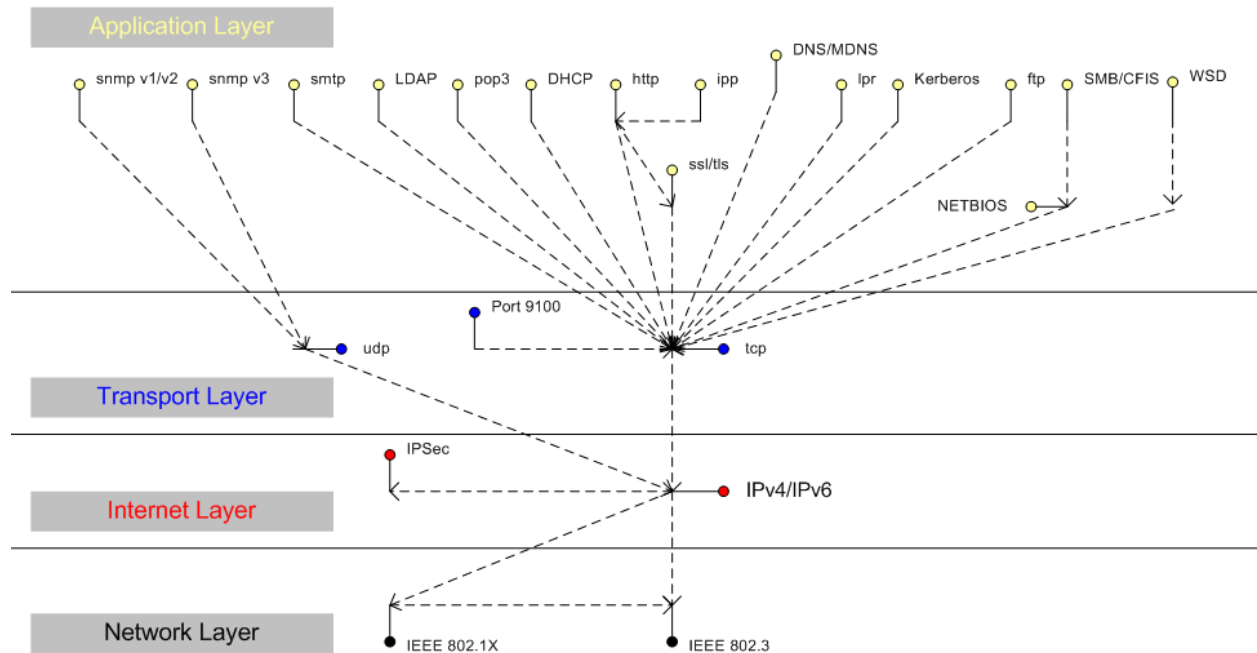 Application Layer
snmp v1/v2
snmp v3
smtp
LDAP
pop3
DHCP
http
ipp
DNS/MDNS
lpr
Kerberos
ftp
SMB/CFIS
WSD
ssl/tls
NETBIOS
Port 9100
udp
tcp
Transport Layer
IPSec
IPv4/IPv6
Internet Layer
Network Layer
IEEE 802.1X
IEEE 802.3